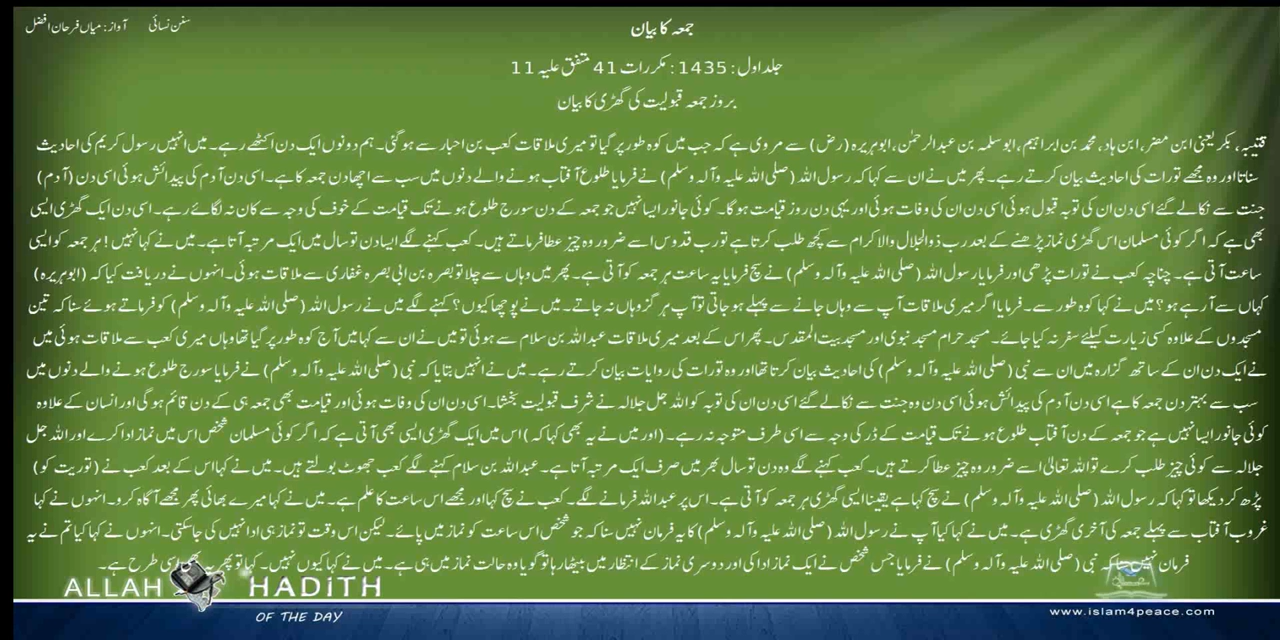 سنن نسائی
آواز: میاں فرحان افضل
جمعہ کا بیان
جلد اول: 1435: مکررات 41 متفق علیہ 11
بروز جمعہ قبولیت کی گھڑی کا بیان
قتیبہ، بکر یعنی ابن مضر، ابن ہاد، محمد بن ابراہیم، ابوسلمہ بن عبدالرحمٰن، ابوہریرہ (رض) سے مروی ہے کہ جب میں کوہ طور پر گیا تو میری ملاقات کعب بن احبار سے ہوگئی۔ ہم دونوں ایک دن اکٹھے رہے۔ میں انہیں رسول کریم کی احادیث
سناتا اور وہ مجھے تورات کی احادیث بیان کرتے رہے۔ پھر میں نے ان سے کہا کہ رسول اللہ (صلی اللہ علیہ وآلہ وسلم) نے فرمایا طلوع آفتاب ہونے والے دنوں میں سب سے اچھا دن جمعہ کا ہے۔ اسی دن آدم کی پیدائش ہوئی اسی دن (آدم)
جنت سے نکالے گئے اسی دن ان کی توبہ قبول ہوئی اسی دن ان کی وفات ہوئی اور یہی دن روز قیامت ہوگا۔ کوئی جانور ایسا نہیں جو جمعہ کے دن سورج طلوع ہونے تک قیامت کے خوف کی وجہ سے کان نہ لگائے رہے۔ اسی دن ایک گھڑی ایسی
بھی ہے کہ اگر کوئی مسلمان اس گھڑی نماز پڑھنے کے بعد رب ذوالجلال والاکرام سے کچھ طلب کرتا ہے تو رب قدوس اسے ضرور وہ چیز عطا فرماتے ہیں۔ کعب کہنے لگے ایسا دن تو سال میں ایک مرتبہ آتا ہے۔ میں نے کہا نہیں! ہر جمعہ کو ایسی
ساعت آتی ہے۔ چناچہ کعب نے تورات پڑھی اور فرمایا رسول اللہ (صلی اللہ علیہ وآلہ وسلم) نے سچ فرمایا یہ ساعت ہر جمعہ کو آتی ہے۔ پھر میں وہاں سے چلا تو بصرہ بن ابی بصرہ غفاری سے ملاقات ہوئی۔ انہوں نے دریافت کیا کہ (ابوہریرہ)
کہاں سے آرہے ہو؟ میں نے کہا کوہ طور سے۔ فرمایا اگر میری ملاقات آپ سے وہاں جانے سے پہلے ہو جاتی تو آپ ہرگز وہاں نہ جاتے۔ میں نے پوچھا کیوں؟ کہنے لگے میں نے رسول اللہ (صلی اللہ علیہ وآلہ وسلم) کو فرماتے ہوئے سنا کہ تین
مسجدوں کے علاوہ کسی زیارت کیلئے سفر نہ کیا جائے۔ مسجد حرام مسجد نبوی اور مسجد بیت المقدس۔ پھر اس کے بعد میری ملاقات عبداللہ بن سلام سے ہوئی تو میں نے ان سے کہا میں آج کوہ طور پر گیا تھا وہاں میری کعب سے ملاقات ہوئی میں
نے ایک دن ان کے ساتھ گزارہ میں ان سے نبی (صلی اللہ علیہ وآلہ وسلم) کی احادیث بیان کرتا تھا اور وہ تورات کی روایات بیان کرتے رہے۔ میں نے انہیں بتایا کہ نبی (صلی اللہ علیہ وآلہ وسلم) نے فرمایا سورج طلوع ہونے والے دنوں میں
سب سے بہتر دن جمعہ کا ہے اسی دن آدم کی پیدائش ہوئی اسی دن وہ جنت سے نکالے گئے اسی دن ان کی توبہ کو اللہ جل جلالہ نے شرف قبولیت بخشا۔ اسی دن ان کی وفات ہوئی اور قیامت بھی جمعہ ہی کے دن قائم ہوگی اور انسان کے علاوہ
کوئی جانور ایسا نہیں ہے جو جمعہ کے دن آفتاب طلوع ہونے تک قیامت کے ڈر کی وجہ سے اسی طرف متوجہ نہ رہے۔ (اور میں نے یہ بھی کہا کہ) اس میں ایک گھڑی ایسی بھی آتی ہے کہ اگر کوئی مسلمان شخص اس میں نماز ادا کرے اور اللہ جل
جلالہ سے کوئی چیز طلب کرے تو اللہ تعالیٰ اسے ضرور وہ چیز عطا کرتے ہیں۔ کعب کہنے لگے وہ دن تو سال بھر میں صرف ایک مرتبہ آتا ہے۔ عبداللہ بن سلام کہنے لگے کعب جھوٹ بولتے ہیں۔ میں نے کہا اس کے بعد کعب نے (توریت کو)
پڑھ کر دیکھا تو کہا کہ رسول اللہ (صلی اللہ علیہ وآلہ وسلم) نے سچ کہا ہے یقینا ایسی گھڑی ہر جمعہ کو آتی ہے۔ اس پر عبداللہ فرمانے لگے۔ کعب نے سچ کہا اور مجھے اس ساعت کا علم ہے۔ میں نے کہا میرے بھائی پھر مجھے آگاہ کرو۔ انہوں نے کہا
غروب آفتاب سے پہلے جمعہ کی آخری گھڑی ہے۔ میں نے کہا کیا آپ نے رسول اللہ (صلی اللہ علیہ وآلہ وسلم) کا یہ فرمان نہیں سنا کہ جو شخص اس ساعت کو نماز میں پائے۔ لیکن اس وقت تو نماز ہی ادا نہیں کی جاسکتی۔ انہوں نے کہا کیا تم نے یہ
فرمان نہیں سنا کہ نبی (صلی اللہ علیہ وآلہ وسلم) نے فرمایا جس شخص نے ایک نماز ادا کی اور دوسری نماز کے انتظار میں بیٹھا رہا تو گویا وہ حالت نماز میں ہی ہے۔ میں نے کہا کیوں نہیں۔ کہا تو پھر یہ بھی اسی طرح ہے۔
ALLAH HADITH
OF THE DAY
www.islam4peace.com